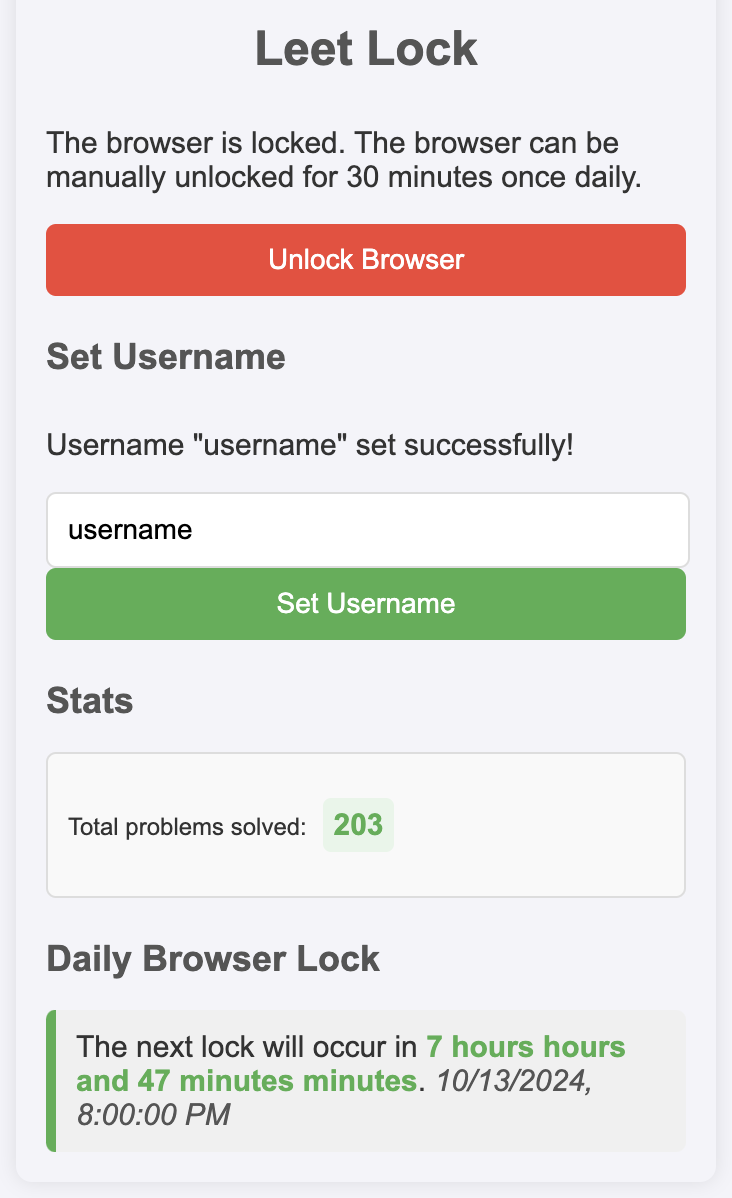 Leet Lock
The browser is locked. The browser can be
manually unlocked for 30 minutes once daily.
Unlock Browser
Set Username
Username "username" set successfully!
username
Set Username
Stats
Total problems solved: 203
Daily Browser Lock
The next lock will occur in 7 hours hours
and 47 minutes minutes. 10/13/2024,
8:00:00 PM